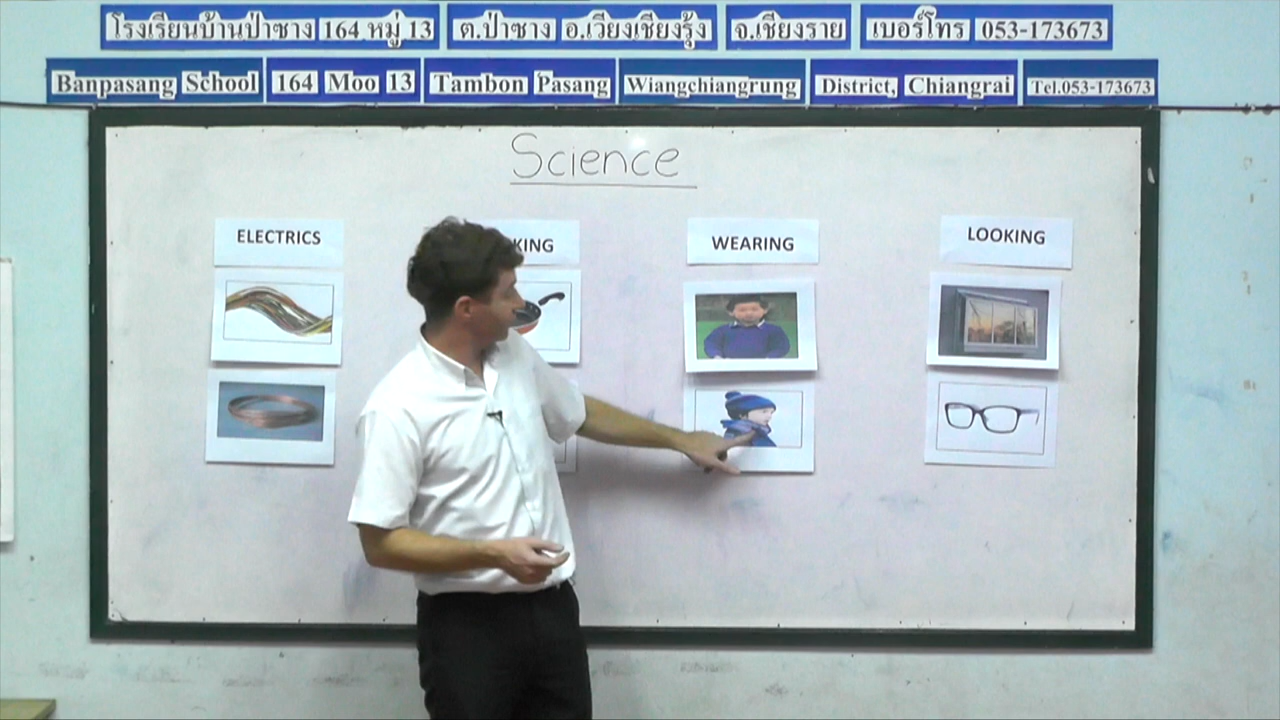 โรงเรียนบ้านป่าซาง 164 หมู่ 13 ต.ป่าซาง อ.เวียงเชียงรุ้ง จ.เชียงราย เบอร์โทร 053-173673
Banpasang School 164 Moo 13 Tambon Pasang Wiangchiangrung District, Chiangrai Tel.053-173673
Science
ELECTRICS KING WEARING LOOKING